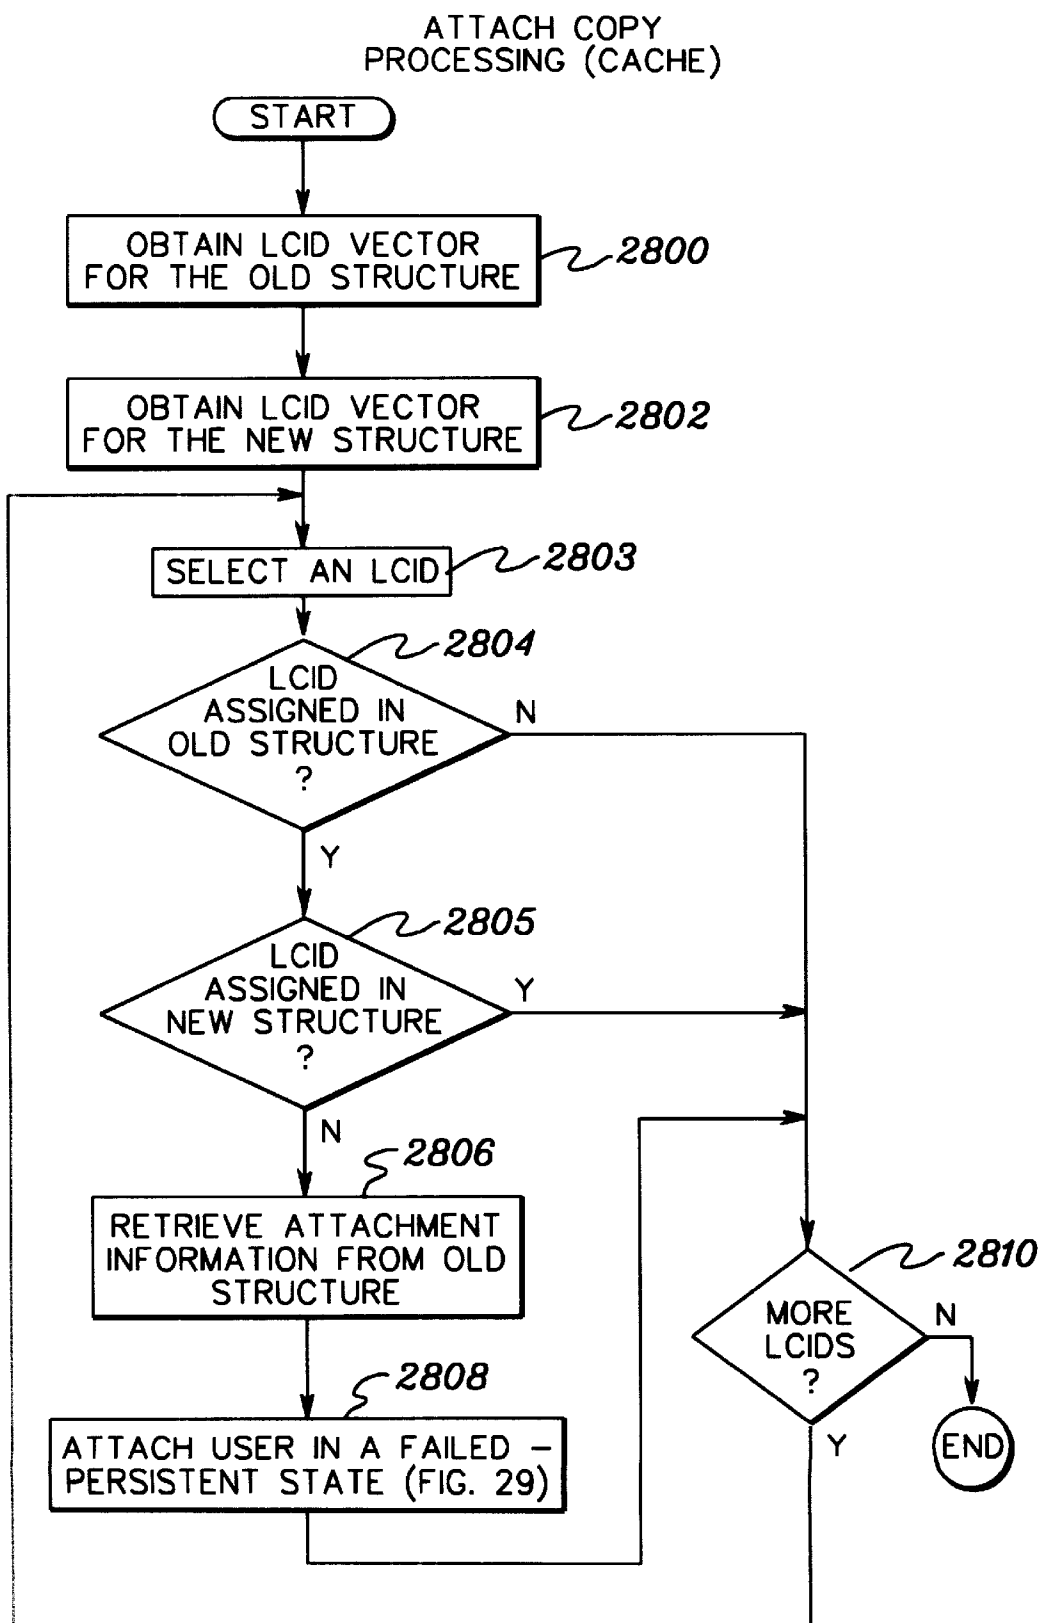 ATTACH COPY
PROCESSING (CACHE)
START
OBTAIN LCID VECTOR
FOR THE OLD STRUCTURE
2800
OBTAIN LCID VECTOR
FOR THE NEW STRUCTURE
2802
SELECT AN LCID
2803
2804
LCID
ASSIGNED IN
OLD STRUCTURE
?
N
Y
2805
LCID
ASSIGNED IN
NEW STRUCTURE
?
Y
N
2806
RETRIEVE ATTACHMENT
INFORMATION FROM OLD
STRUCTURE
2808
ATTACH USER IN A FAILED –
PERSISTENT STATE (FIG. 29)
2810
MORE
LCIDS
?
N
Y
END